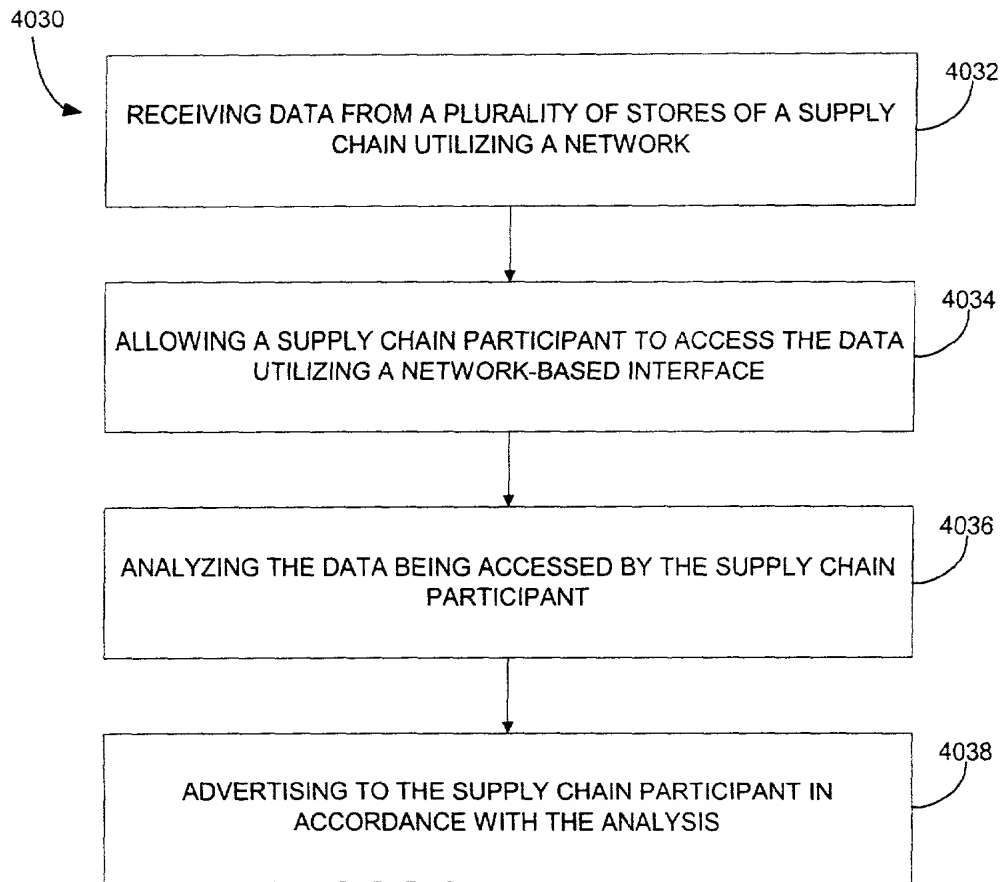 4030
4032
RECEIVING DATA FROM A PLURALITY OF STORES OF A SUPPLY
CHAIN UTILIZING A NETWORK
4034
ALLOWING A SUPPLY CHAIN PARTICIPANT TO ACCESS THE DATA
UTILIZING A NETWORK-BASED INTERFACE
4036
ANALYZING THE DATA BEING ACCESSED BY THE SUPPLY CHAIN
PARTICIPANT
4038
ADVERTISING TO THE SUPPLY CHAIN PARTICIPANT IN
ACCORDANCE WITH THE ANALYSIS